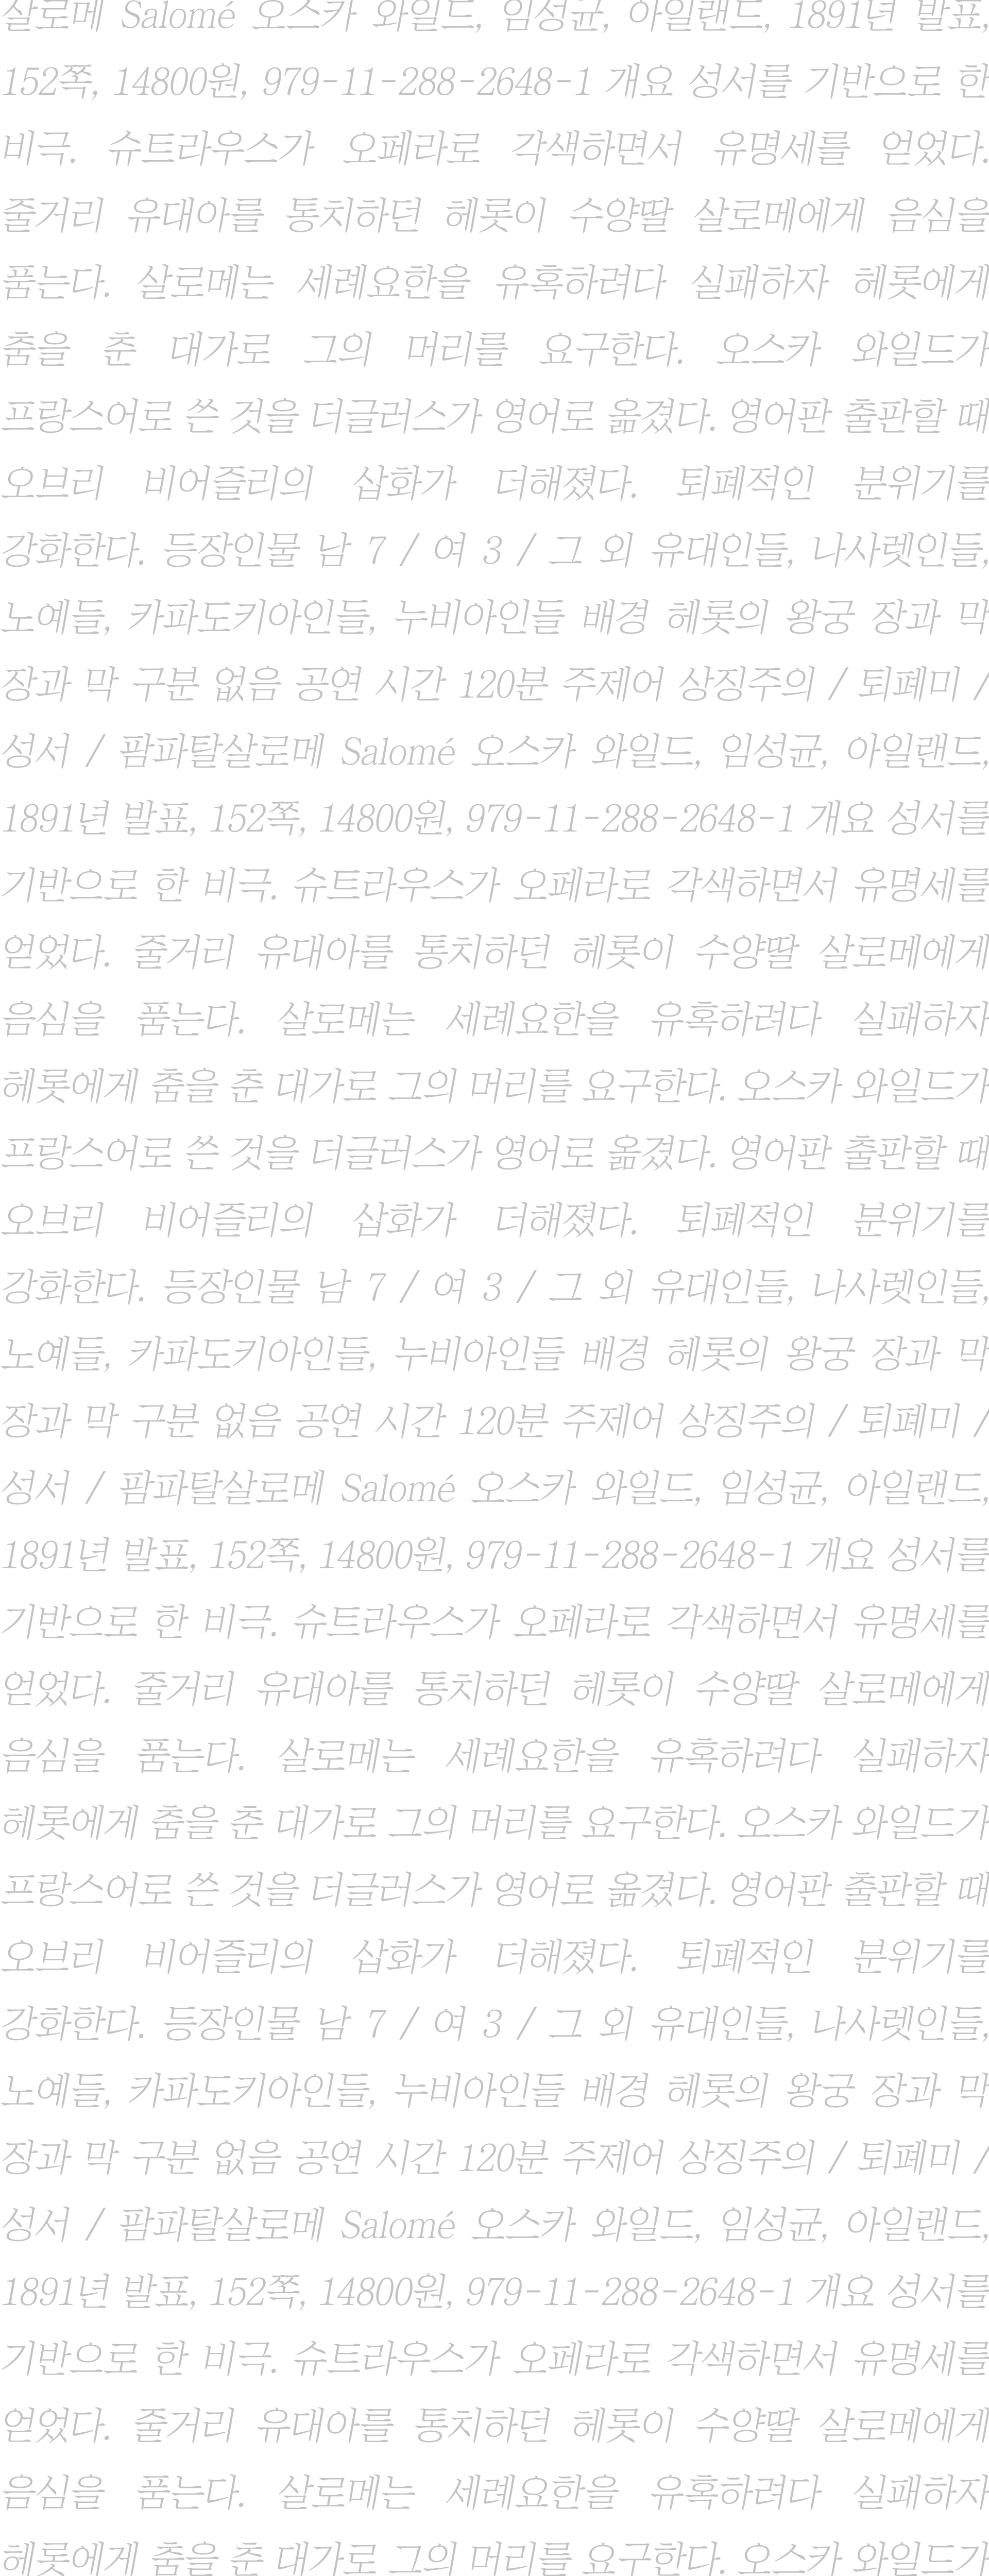 살로메 Salomé 오스카 와일드, 임성균, 아일랜드, 1891년 발표,
152쪽, 14800원, 979-11-288-2648-1 개요 성서를 기반으로 한
비극. 슈트라우스가 오페라로 각색하면서 유명세를 얻었다.
줄거리 유대아를 통치하던 헤롯이 수양딸 살로메에게 음심을
품는다. 살로메는 세례요한을 유혹하려다 실패하자 헤롯에게
춤을 춘 대가로 그의 머리를 요구한다. 오스카 와일드가
프랑스어로 쓴 것을 더글러스가 영어로 옮겼다. 영어판 출판할 때
오브리 비어즐리의 삽화가 더해졌다. 퇴폐적인 분위기를
강화한다. 등장인물 남 7 / 여 3 / 그 외 유대인들, 나사렛인들,
노예들, 카파도키아인들, 누비아인들 배경 헤롯의 왕궁 장과 막
장과 막 구분 없음 공연 시간 120분 주제어 상징주의 / 퇴폐미 /
성서 / 팜파탈살로메 Salomé 오스카 와일드, 임성균, 아일랜드,
1891년 발표, 152쪽, 14800원, 979-11-288-2648-1 개요 성서를
기반으로 한 비극. 슈트라우스가 오페라로 각색하면서 유명세를
얻었다. 줄거리 유대아를 통치하던 헤롯이 수양딸 살로메에게
음심을 품는다. 살로메는 세례요한을 유혹하려다 실패하자
헤롯에게 춤을 춘 대가로 그의 머리를 요구한다. 오스카 와일드가
프랑스어로 쓴 것을 더글러스가 영어로 옮겼다. 영어판 출판할 때
오브리 비어즐리의 삽화가 더해졌다. 퇴폐적인 분위기를
강화한다. 등장인물 남 7 / 여 3 / 그 외 유대인들, 나사렛인들,
노예들, 카파도키아인들, 누비아인들 배경 헤롯의 왕궁 장과 막
장과 막 구분 없음 공연 시간 120분 주제어 상징주의 / 퇴폐미 /
성서 / 팜파탈살로메 Salomé 오스카 와일드, 임성균, 아일랜드,
1891년 발표, 152쪽, 14800원, 979-11-288-2648-1 개요 성서를
기반으로 한 비극. 슈트라우스가 오페라로 각색하면서 유명세를
얻었다. 줄거리 유대아를 통치하던 헤롯이 수양딸 살로메에게
음심을 품는다. 살로메는 세례요한을 유혹하려다 실패하자
헤롯에게 춤을 춘 대가로 그의 머리를 요구한다. 오스카 와일드가
프랑스어로 쓴 것을 더글러스가 영어로 옮겼다. 영어판 출판할 때
오브리 비어즐리의 삽화가 더해졌다. 퇴폐적인 분위기를
강화한다. 등장인물 남 7 / 여 3 / 그 외 유대인들, 나사렛인들,
노예들, 카파도키아인들, 누비아인들 배경 헤롯의 왕궁 장과 막
장과 막 구분 없음 공연 시간 120분 주제어 상징주의 / 퇴폐미 /
성서 / 팜파탈살로메 Salomé 오스카 와일드, 임성균, 아일랜드,
1891년 발표, 152쪽, 14800원, 979-11-288-2648-1 개요 성서를
기반으로 한 비극. 슈트라우스가 오페라로 각색하면서 유명세를
얻었다. 줄거리 유대아를 통치하던 헤롯이 수양딸 살로메에게
음심을 품는다. 살로메는 세례요한을 유혹하려다 실패하자
헤롯에게 춤을 춘 대가로 그의 머리를 요구한다. 오스카 와일드가